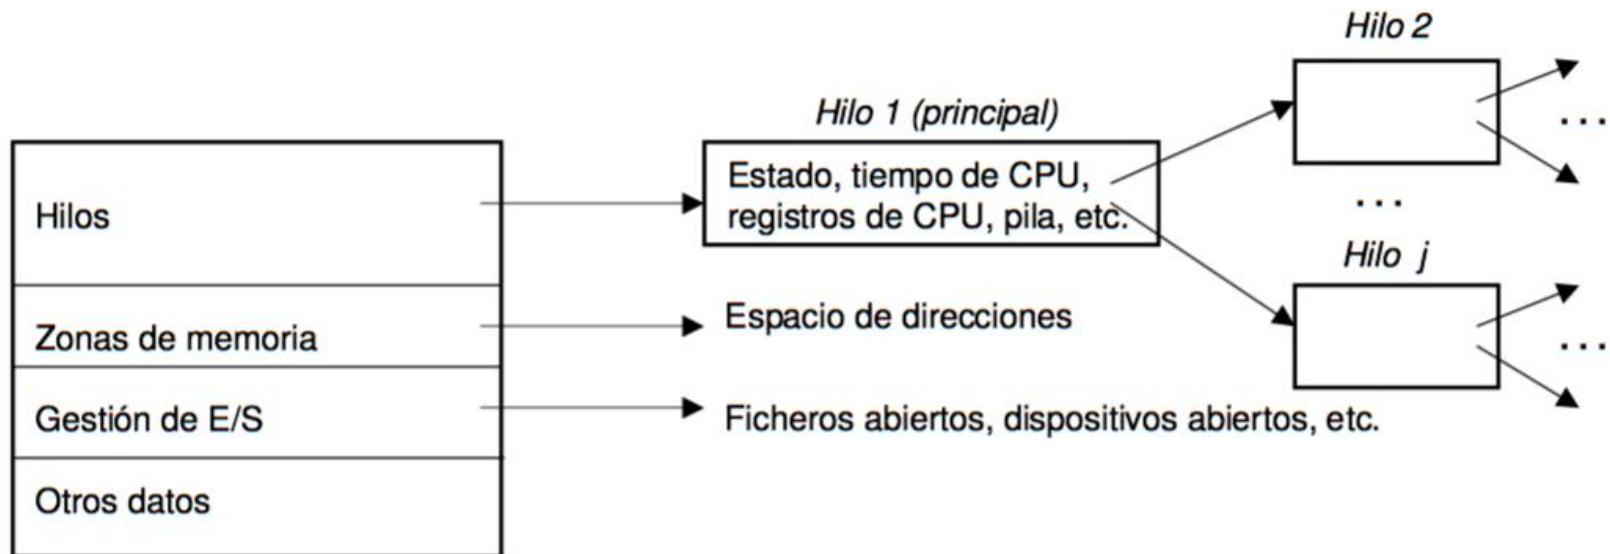 Hilo 2
Hilo 1 (principal)
Hilos
Estado, tiempo de CPU,
registros de CPU, pila, etc.
...
...
Hilo j
Zonas de memoria
Espacio de direcciones
...
Gestión de E/S
Ficheros abiertos, dispositivos abiertos, etc.
Otros datos